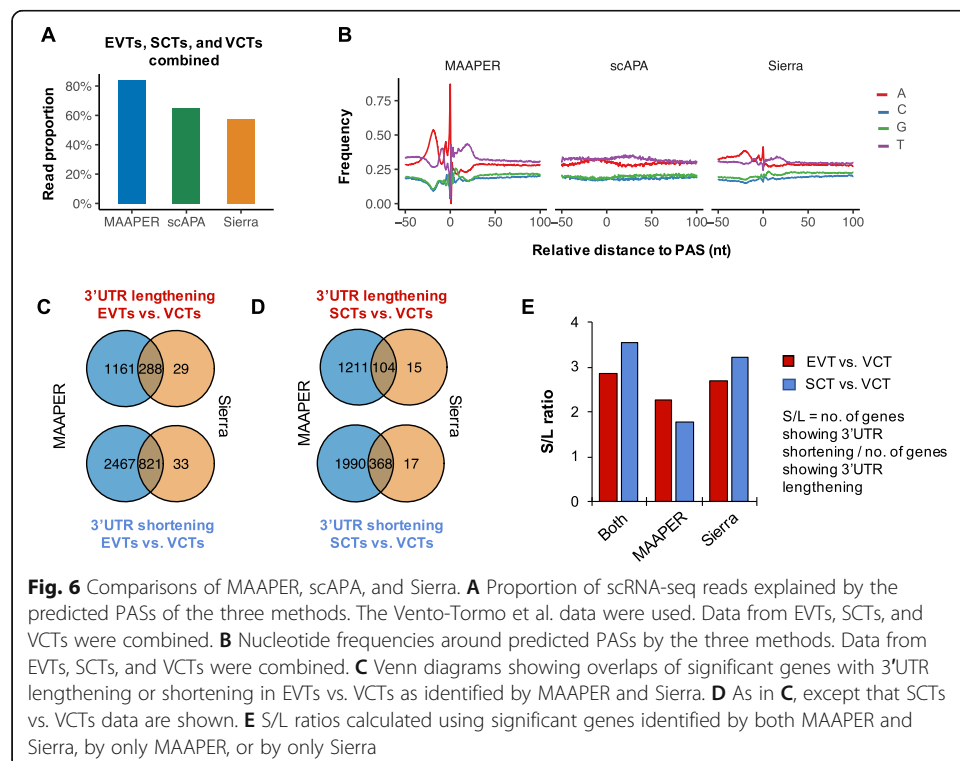 A
EVTs, SCTs, and VCTs
combined
Read proportion
80%
60%
40%
20%
0%
MAAPER scAPA Sierra
B
MAAPER scAPA Sierra
Frequency
0.75
0.50
0.25
0.00
−50 0 50 100 −50 0 50 100 −50 0 50 100
Relative distance to PAS (nt)
A
C
G
T
C
3'UTR lengthening
EVTs vs. VCTs
1161 288 29
MAAPER
Sierra
2467 821 33
3'UTR shortening
EVTs vs. VCTs
D
3'UTR lengthening
SCTs vs. VCTs
1211 104 15
MAAPER
Sierra
1990 368 17
3'UTR shortening
SCTs vs. VCTs
E
S/L ratio
4
3
2
1
0
Both MAAPER Sierra
EVT vs. VCT
SCT vs. VCT
S/L = no. of genes
showing 3'UTR
shortening / no. of genes
showing 3'UTR
lengthening
Fig. 6 Comparisons of MAAPER, scAPA, and Sierra. A Proportion of scRNA-seq reads explained by the
predicted PASs of the three methods. The Vento-Tormo et al. data were used. Data from EVTs, SCTs, and
VCTs were combined. B Nucleotide frequencies around predicted PASs by the three methods. Data from
EVTs, SCTs, and VCTs were combined. C Venn diagrams showing overlaps of significant genes with 3′UTR
lengthening or shortening in EVTs vs. VCTs as identified by MAAPER and Sierra. D As in C, except that SCTs
vs. VCTs data are shown. E S/L ratios calculated using significant genes identified by both MAAPER and
Sierra, by only MAAPER, or by only Sierra